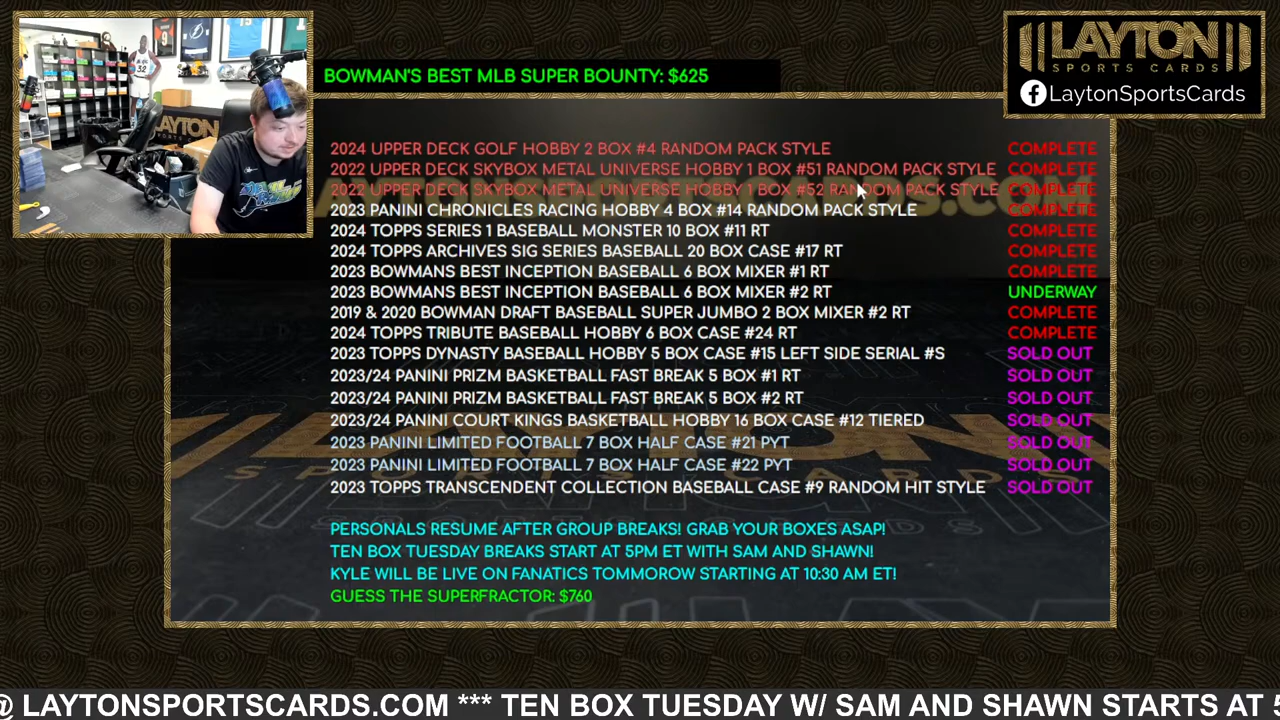 BOWMAN'S BEST MLB SUPER BOUNTY: $625
LAYTON
SPORTS CARDS
LaytonSportsCards
2024 UPPER DECK GOLF HOBBY 2 BOX #4 RANDOM PACK STYLE COMPLETE
2022 UPPER DECK SKYBOX METAL UNIVERSE HOBBY 1 BOX #51 RANDOM PACK STYLE COMPLETE
2022 UPPER DECK SKYBOX METAL UNIVERSE HOBBY 1 BOX #52 RANDOM PACK STYLE COMPLETE
2023 PANINI CHRONICLES RACING HOBBY 4 BOX #14 RANDOM PACK STYLE COMPLETE
2024 TOPPS SERIES 1 BASEBALL MONSTER 10 BOX #11 RT COMPLETE
2024 TOPPS ARCHIVES SIG SERIES BASEBALL 20 BOX CASE #17 RT COMPLETE
2023 BOWMANS BEST INCEPTION BASEBALL 6 BOX MIXER #1 RT COMPLETE
2023 BOWMANS BEST INCEPTION BASEBALL 6 BOX MIXER #2 RT UNDERWAY
2019 & 2020 BOWMAN DRAFT BASEBALL SUPER JUMBO 2 BOX MIXER #2 RT COMPLETE
2024 TOPPS TRIBUTE BASEBALL HOBBY 6 BOX CASE #24 RT COMPLETE
2023 TOPPS DYNASTY BASEBALL HOBBY 5 BOX CASE #15 LEFT SIDE SERIAL #S SOLD OUT
2023/24 PANINI PRIZM BASKETBALL FAST BREAK 5 BOX #1 RT SOLD OUT
2023/24 PANINI PRIZM BASKETBALL FAST BREAK 5 BOX #2 RT SOLD OUT
2023/24 PANINI COURT KINGS BASKETBALL HOBBY 16 BOX CASE #12 TIERED SOLD OUT
2023 PANINI LIMITED FOOTBALL 7 BOX HALF CASE #21 PYT SOLD OUT
2023 PANINI LIMITED FOOTBALL 7 BOX HALF CASE #22 PYT SOLD OUT
2023 TOPPS TRANSCENDENT COLLECTION BASEBALL CASE #9 RANDOM HIT STYLE SOLD OUT
PERSONALS RESUME AFTER GROUP BREAKS! GRAB YOUR BOXES ASAP!
TEN BOX TUESDAY BREAKS START AT 5PM ET WITH SAM AND SHAWN!
KYLE WILL BE LIVE ON FANATICS TOMMOROW STARTING AT 10:30 AM ET!
GUESS THE SUPERFRACTOR: $760
@ LAYTONSPORTSCARDS.COM *** TEN BOX TUESDAY W/ SAM AND SHAWN STARTS AT 5